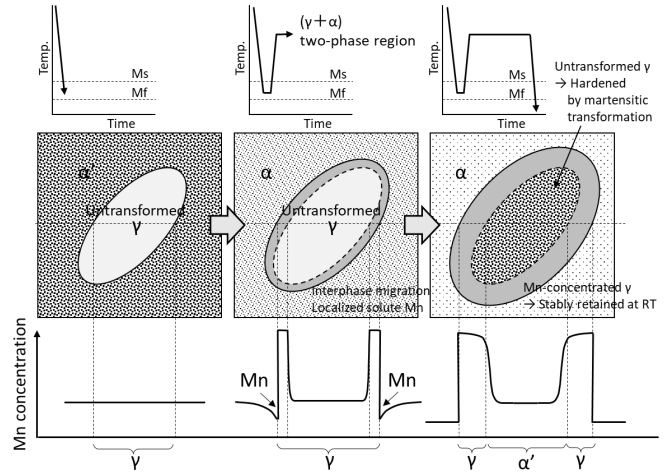 Temp.
Ms
Mf
Time
Temp.
(γ+α)
two-phase region
Ms
Mf
Time
Temp.
Ms
Mf
Time
Untransformed γ
→ Hardened
by martensitic
transformation
α’
Untransformed
γ
α
Untransformed
γ
Interphase migration
Localized solute Mn
α
Mn-concentrated γ
→ Stably retained at RT
Mn concentration
Mn
Mn
γ
γ
γ
α’
γ